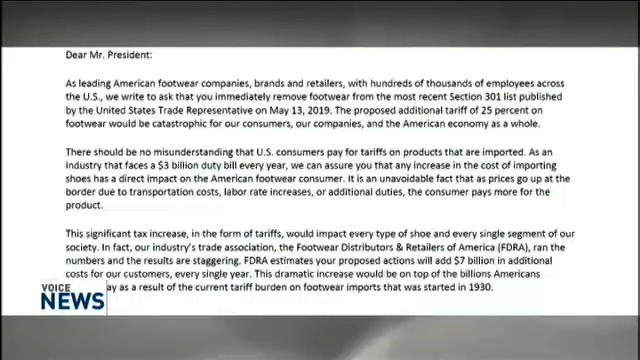 Dear Mr. President:
As leading American footwear companies, brands and retailers, with hundreds of thousands of employees across
the U.S., we write to ask that you immediately remove footwear from the most recent Section 301 list published
by the United States Trade Representative on May 13, 2019. The proposed additional tariff of 25 percent on
footwear would be catastrophic for our consumers, our companies, and the American economy as a whole.
There should be no misunderstanding that U.S. consumers pay for tariffs on products that are imported. As an
industry that faces a $3 billion duty bill every year, we can assure you that any increase in the cost of importing
shoes has a direct impact on the American footwear consumer. It is an unavoidable fact that as prices go up at the
border due to transportation costs, labor rate increases, or additional duties, the consumer pays more for the
product.
This significant tax increase, in the form of tariffs, would impact every type of shoe and every single segment of our
society. In fact, our industry's trade association, the Footwear Distributors & Retailers of America (FDRA), ran the
numbers and the results are staggering. FDRA estimates your proposed actions will add $7 billion in additional
costs for our customers, every single year. This dramatic increase would be on top of the billions Americans
as a result of the current tariff burden on footwear imports that was started in 1930.
VOICE
NEWS